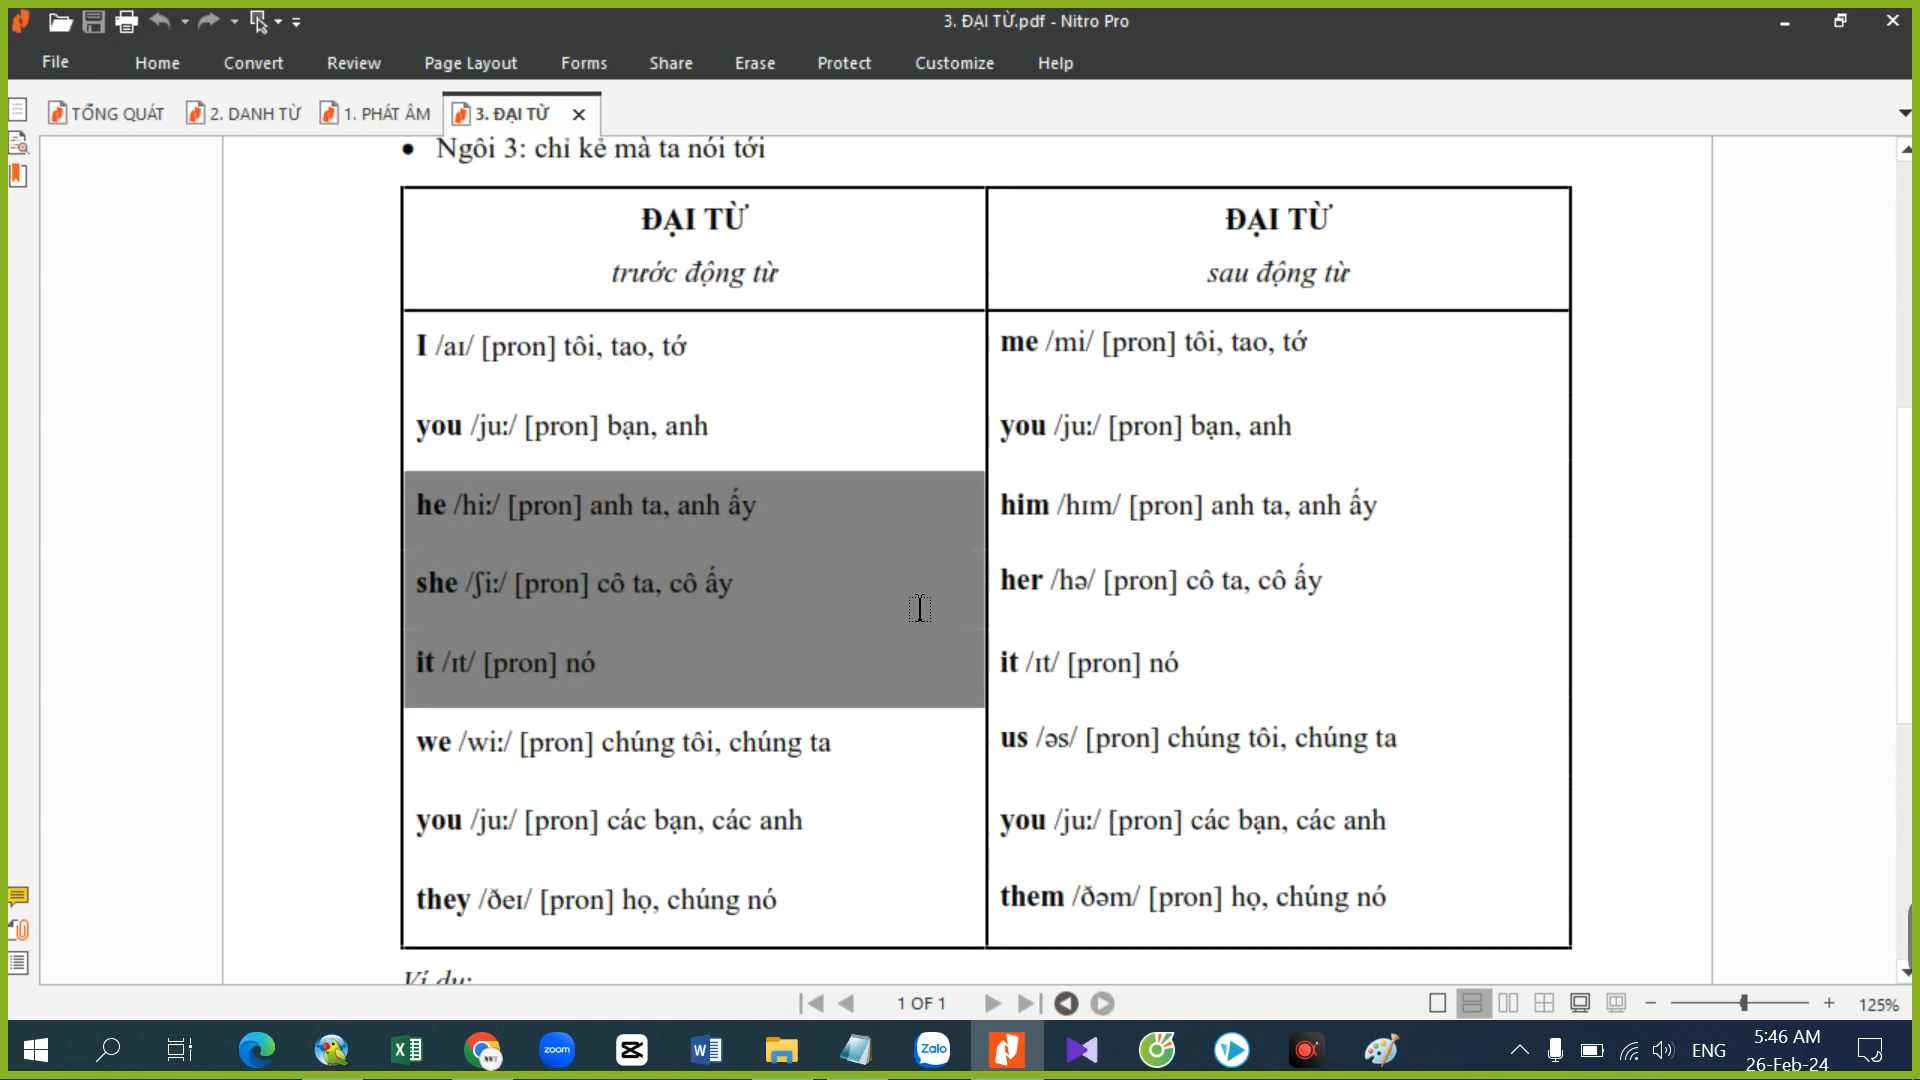 3. ĐẠI TỪ.pdf - Nitro Pro
File Home Convert Review Page Layout Forms Share Erase Protect Customize Help
TỔNG QUÁT 2. DANH TỪ 1. PHÁT ÂM 3. ĐẠI TỪ
• Ngôi 3: chỉ kẻ mà ta nói tới
ĐẠI TỪ
trước động từ
ĐẠI TỪ
sau động từ
I /aɪ/ [pron] tôi, tao, tớ
me /mi/ [pron] tôi, tao, tớ
you /ju:/ [pron] bạn, anh
you /ju:/ [pron] bạn, anh
he /hi:/ [pron] anh ta, anh ấy
him /hɪm/ [pron] anh ta, anh ấy
she /ʃi:/ [pron] cô ta, cô ấy
her /hə/ [pron] cô ta, cô ấy
it /ɪt/ [pron] nó
it /ɪt/ [pron] nó
we /wi:/ [pron] chúng tôi, chúng ta
us /əs/ [pron] chúng tôi, chúng ta
you /ju:/ [pron] các bạn, các anh
you /ju:/ [pron] các bạn, các anh
they /ðeɪ/ [pron] họ, chúng nó
them /ðəm/ [pron] họ, chúng nó
Ví dụ:
1 OF 1
125%
zoom
Zalo
ENG
5:46 AM
26-Feb-24